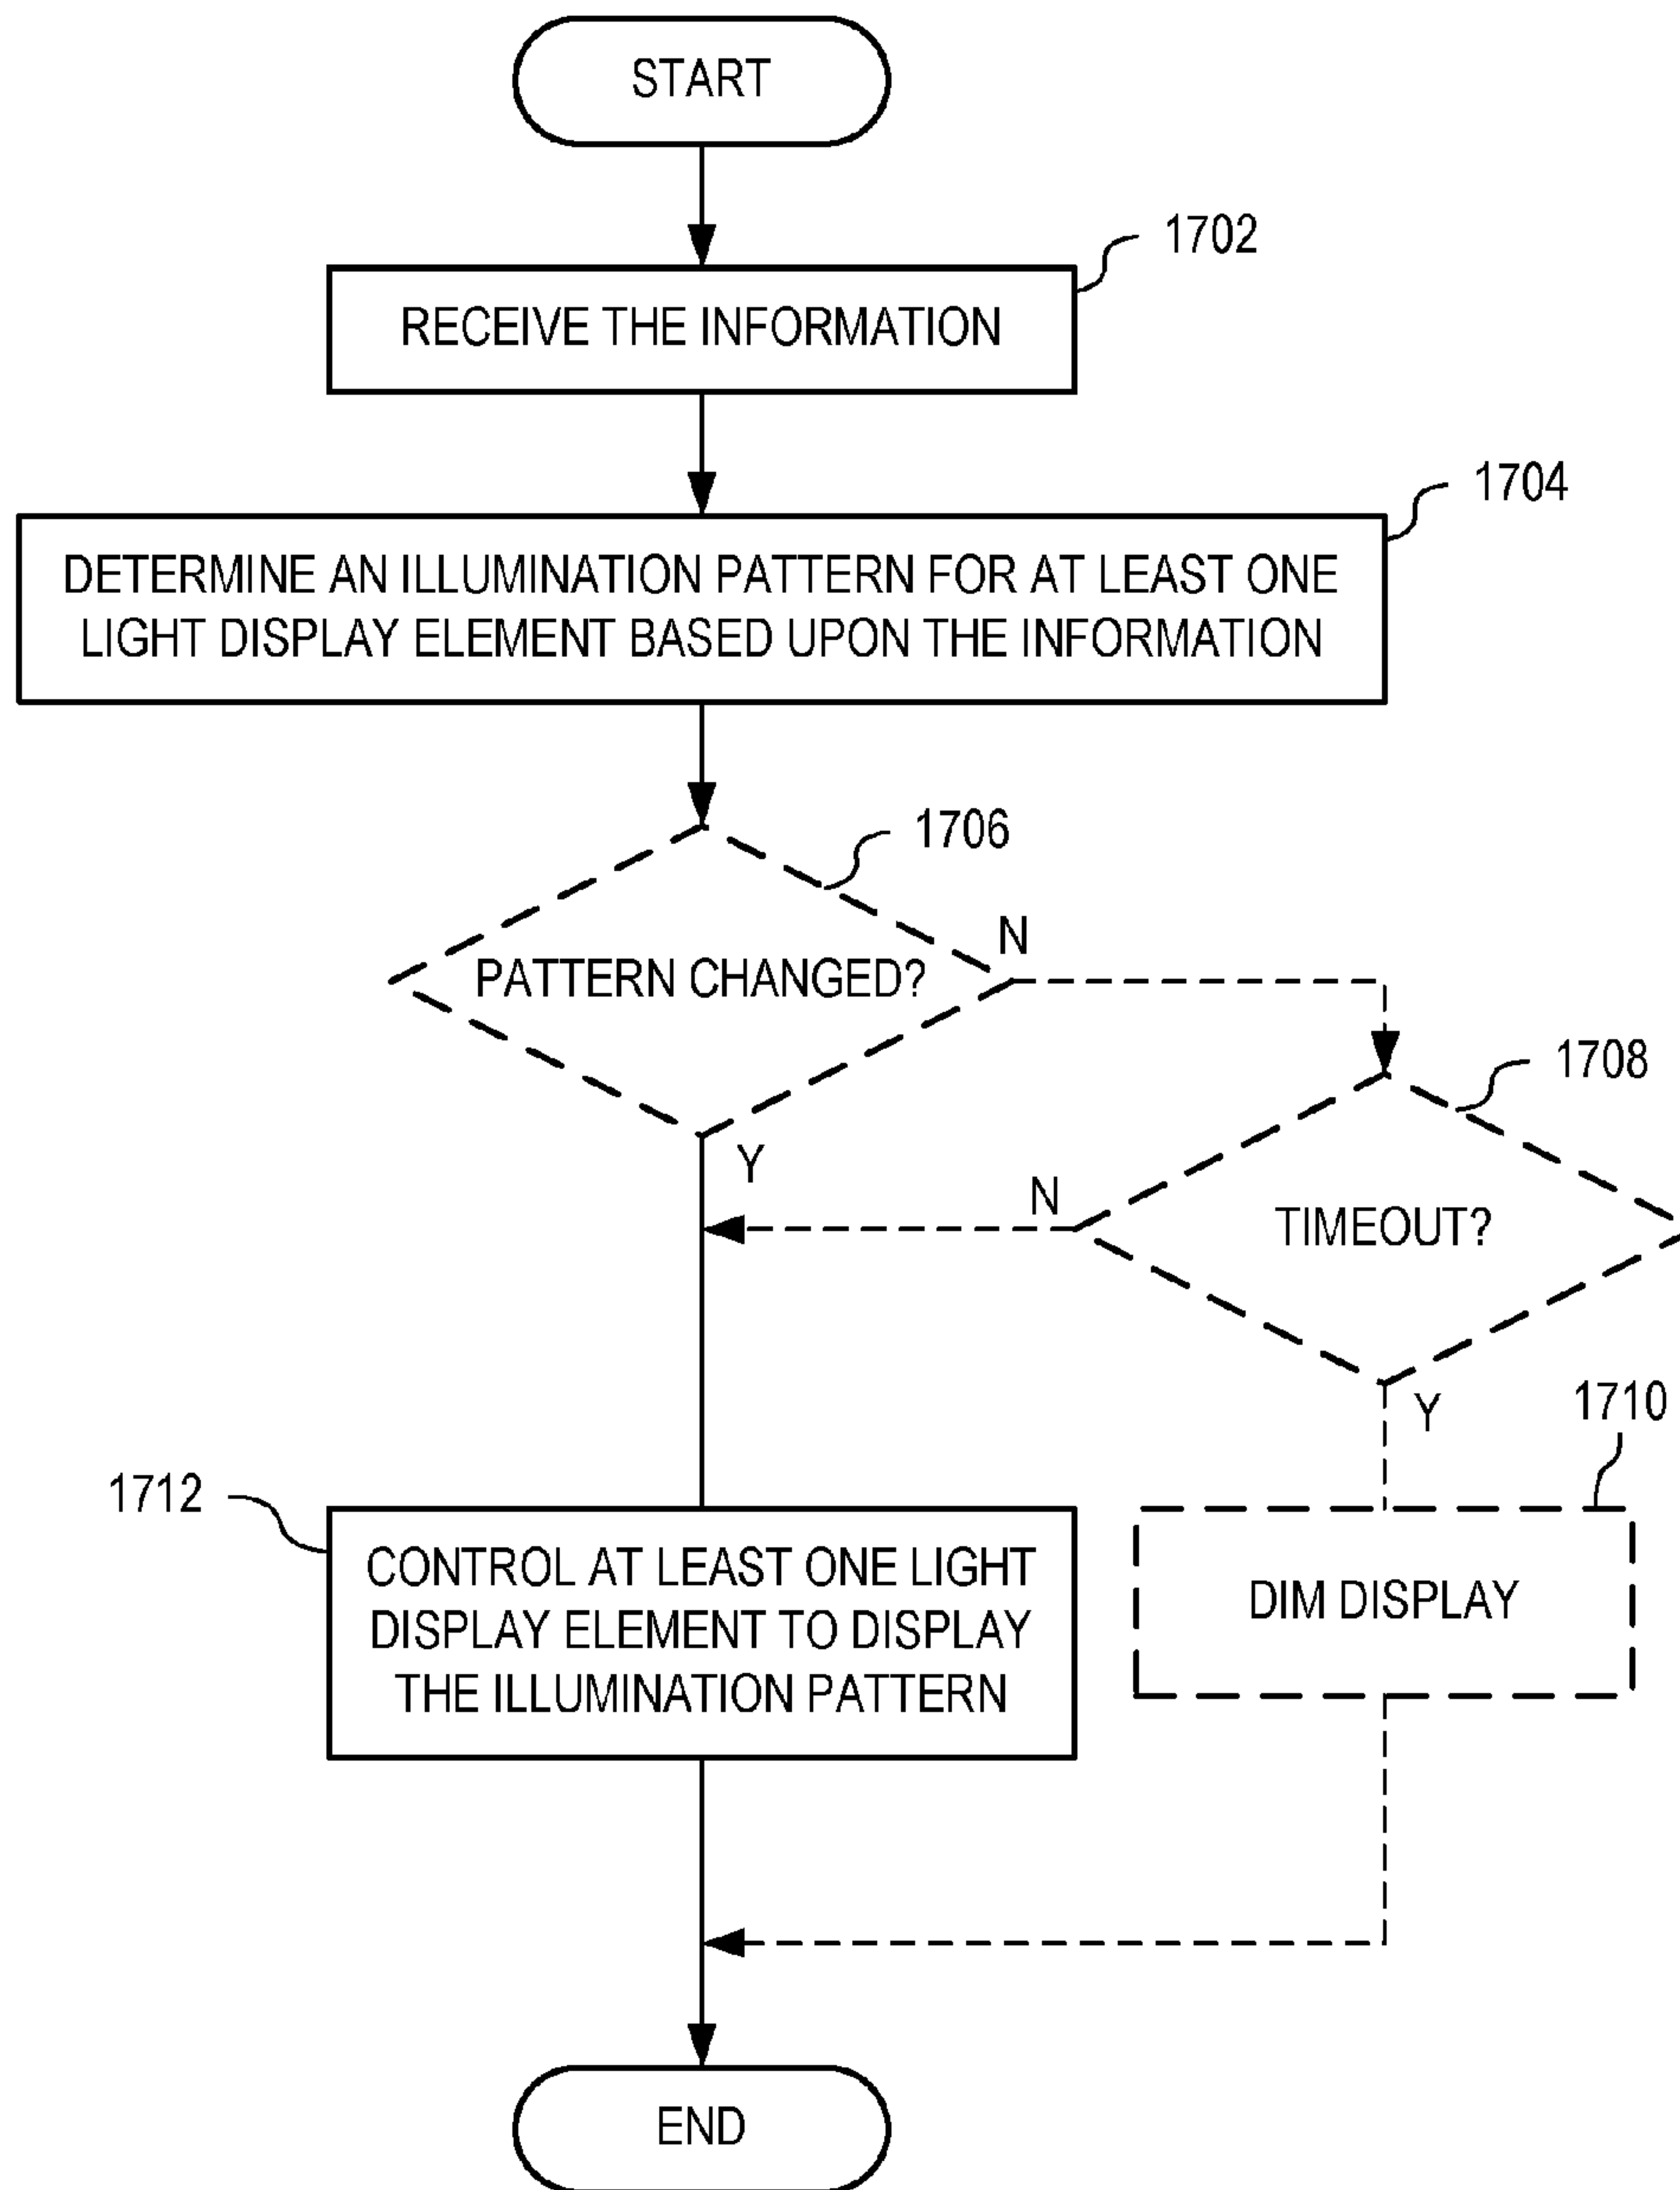 START
1702
RECEIVE THE INFORMATION
1704
DETERMINE AN ILLUMINATION PATTERN FOR AT LEAST ONE
LIGHT DISPLAY ELEMENT BASED UPON THE INFORMATION
1706
N
PATTERN CHANGED?
1708
Y
N
TIMEOUT?
1710
Y
1712
CONTROL AT LEAST ONE LIGHT
DISPLAY ELEMENT TO DISPLAY
THE ILLUMINATION PATTERN
DIM DISPLAY
END